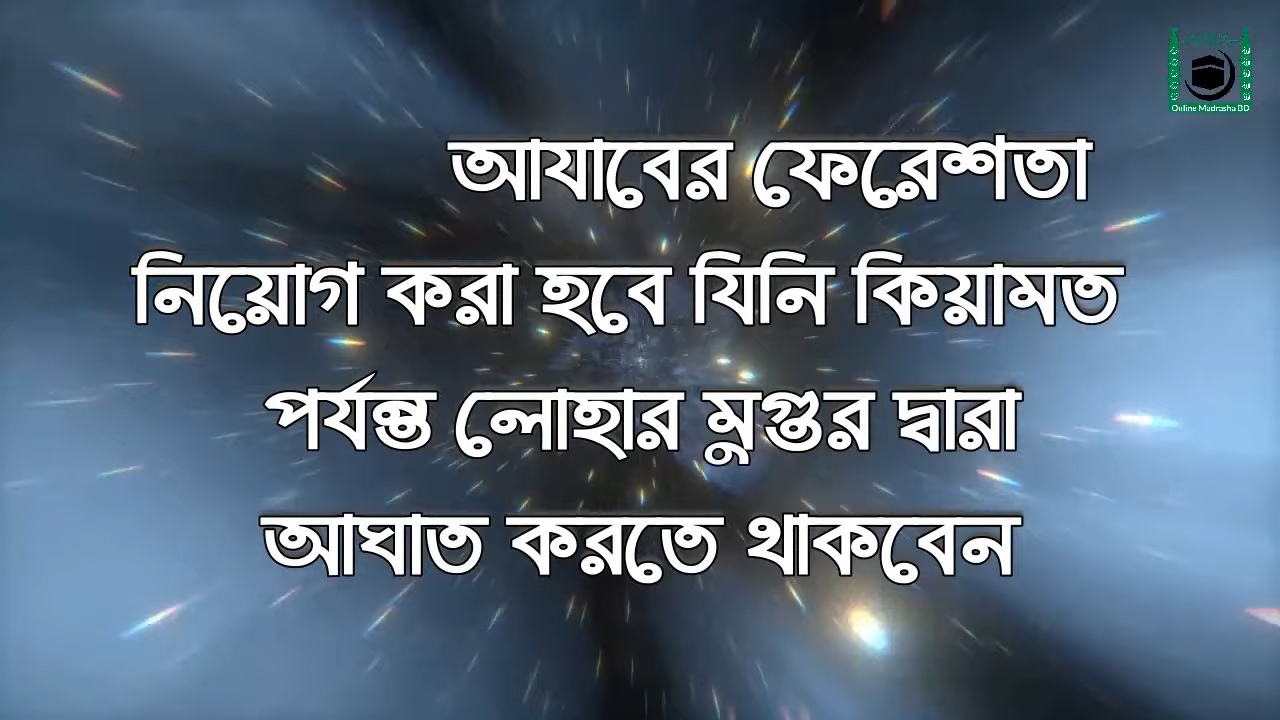 Online Madrasha BD
আযাবের ফেরেশতা
নিয়োগ করা হবে যিনি কিয়ামত
পর্যন্ত লোহার মুগুর দ্বারা
আঘাত করতে থাকবেন